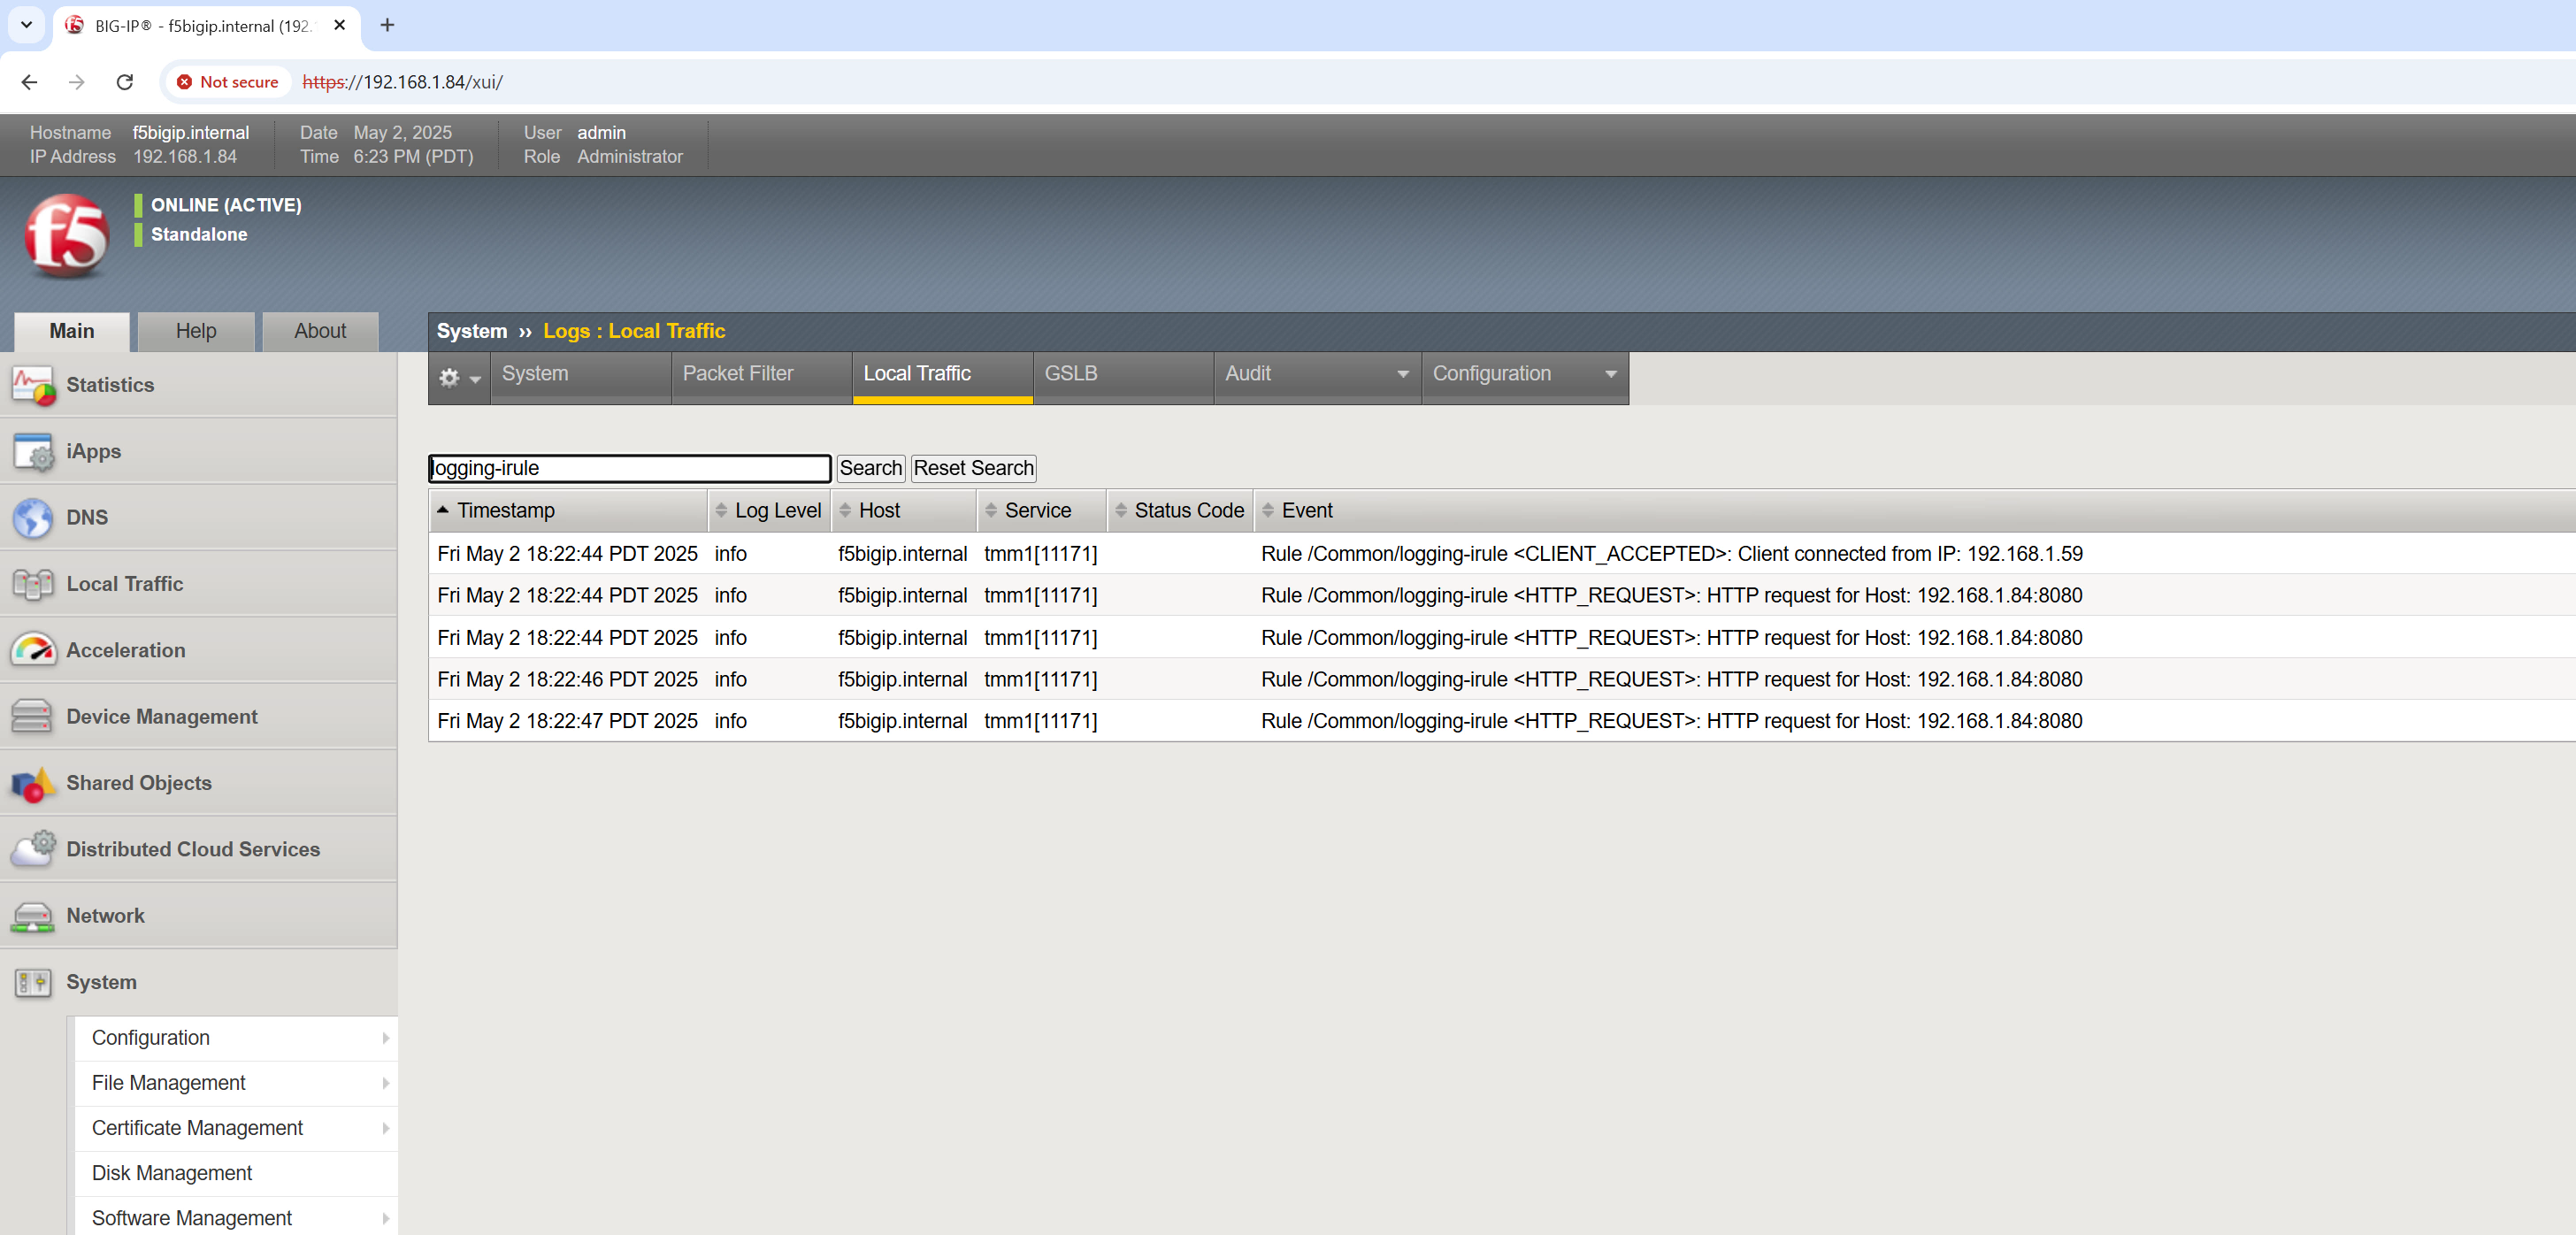 BIG-IP® - f5bigip.internal (192.
Not secure https://192.168.1.84/xui/
Hostname f5bigip.internal Date May 2, 2025 User admin
IP Address 192.168.1.84 Time 6:23 PM (PDT) Role Administrator
f5
ONLINE (ACTIVE)
Standalone
Main Help About
System ›› Logs : Local Traffic
System Packet Filter Local Traffic GSLB Audit Configuration
logging-irule Search Reset Search
Timestamp Log Level Host Service Status Code Event
Fri May 2 18:22:44 PDT 2025 info f5bigip.internal tmm1[11171] Rule /Common/logging-irule <CLIENT_ACCEPTED>: Client connected from IP: 192.168.1.59
Fri May 2 18:22:44 PDT 2025 info f5bigip.internal tmm1[11171] Rule /Common/logging-irule <HTTP_REQUEST>: HTTP request for Host: 192.168.1.84:8080
Fri May 2 18:22:44 PDT 2025 info f5bigip.internal tmm1[11171] Rule /Common/logging-irule <HTTP_REQUEST>: HTTP request for Host: 192.168.1.84:8080
Fri May 2 18:22:46 PDT 2025 info f5bigip.internal tmm1[11171] Rule /Common/logging-irule <HTTP_REQUEST>: HTTP request for Host: 192.168.1.84:8080
Fri May 2 18:22:47 PDT 2025 info f5bigip.internal tmm1[11171] Rule /Common/logging-irule <HTTP_REQUEST>: HTTP request for Host: 192.168.1.84:8080
Statistics
iApps
DNS
Local Traffic
Acceleration
Device Management
Shared Objects
Distributed Cloud Services
Network
System
Configuration
File Management
Certificate Management
Disk Management
Software Management